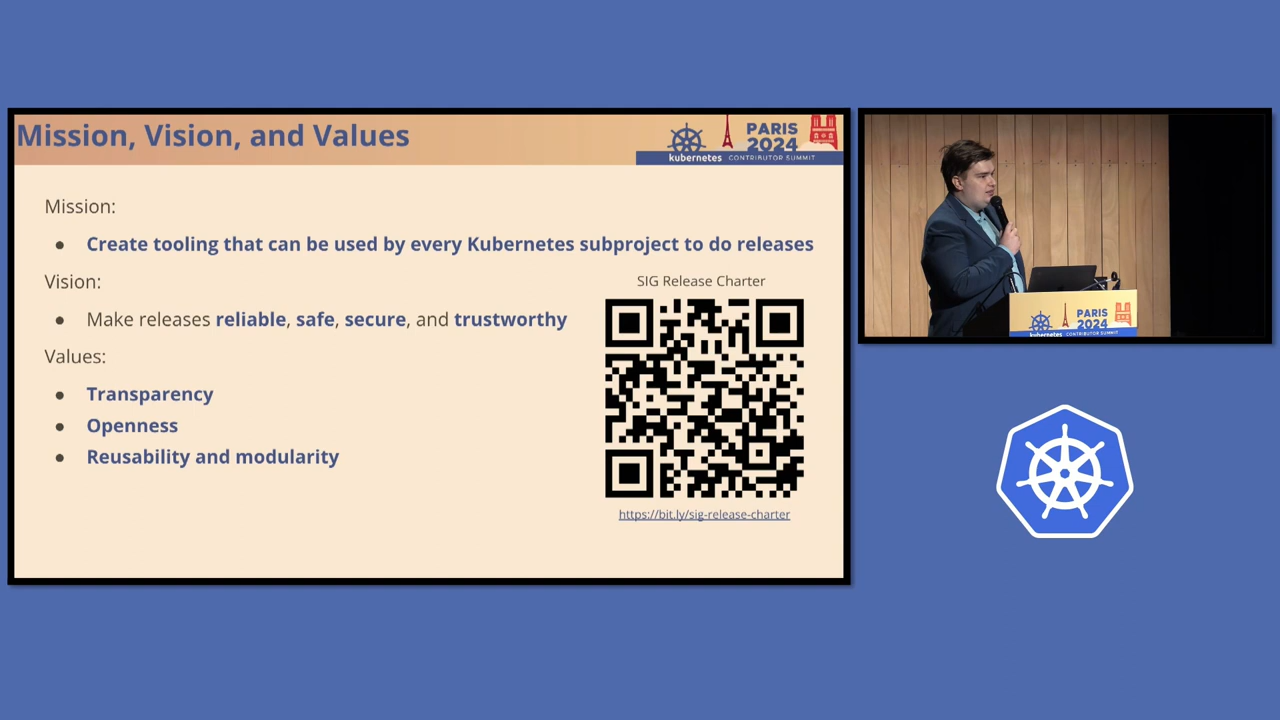 Mission, Vision, and Values
PARIS
2024
kubernetes CONTRIBUTOR SUMMIT
Mission:
● Create tooling that can be used by every Kubernetes subproject to do releases
Vision:
● Make releases reliable, safe, secure, and trustworthy
Values:
● Transparency
● Openness
● Reusability and modularity
SIG Release Charter
https://bit.ly/sig-release-charter
PARIS
2024
kubernetes CONTRIBUTOR SUMMIT